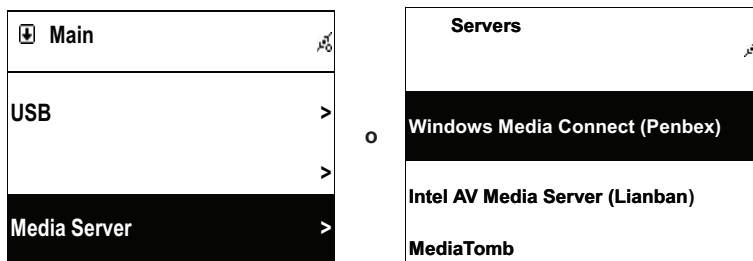 Main
USB >
>
Media Server >
o
Servers
Windows Media Connect (Penbex)
Intel AV Media Server (Lianban)
MediaTomb